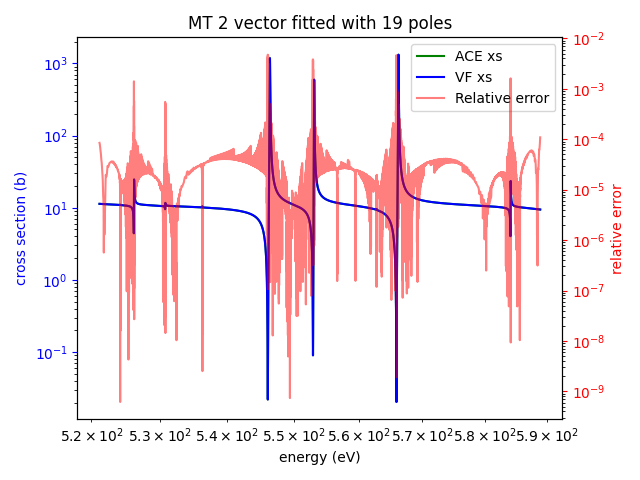 MT 2 vector fitted with 19 poles
ACE xs
VF xs
Relative error
cross section (b)
10³
10²
10¹
10⁰
10⁻¹
10⁻²
10⁻³
10⁻⁴
10⁻⁵
10⁻⁶
10⁻⁷
10⁻⁸
10⁻⁹
relative error
5.2 × 10² 5.3 × 10² 5.4 × 10² 5.5 × 10² 5.6 × 10² 5.7 × 10² 5.8 × 10² 5.9 × 10²
energy (eV)